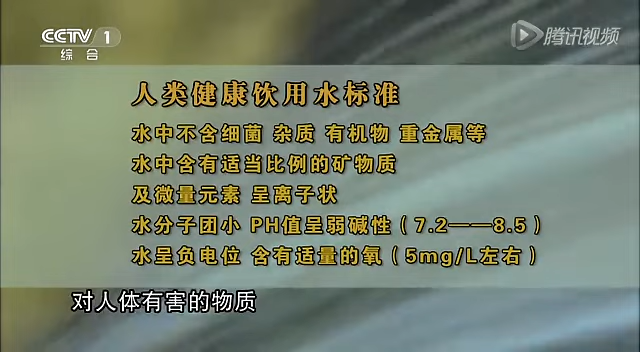 CCTV 1
综合
腾讯视频
人类健康饮用水标准
水中不含细菌 杂质 有机物 重金属等
水中含有适当比例的矿物质
及微量元素 呈离子状
水分子团小 PH值呈弱碱性（7.2——8.5）
水呈负电位 含有适量的氧（5mg/L左右）
对人体有害的物质